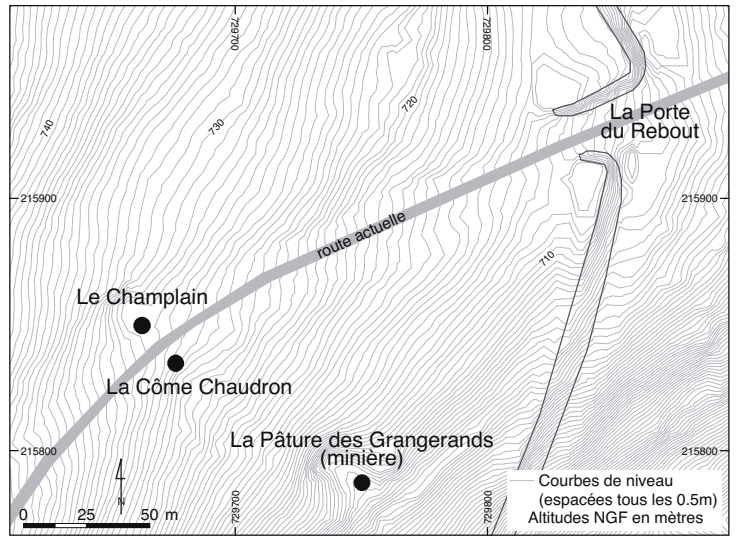 729700
729800
740
730
720
La Porte
du Rebout
215900
215900
route actuelle
710
Le Champlain
La Côme Chaudron
La Pâture des Grangerands
(minière)
215800
215800
N
0 25 50 m
729700
729800
Courbes de niveau
(espacées tous les 0.5m)
Altitudes NGF en mètres